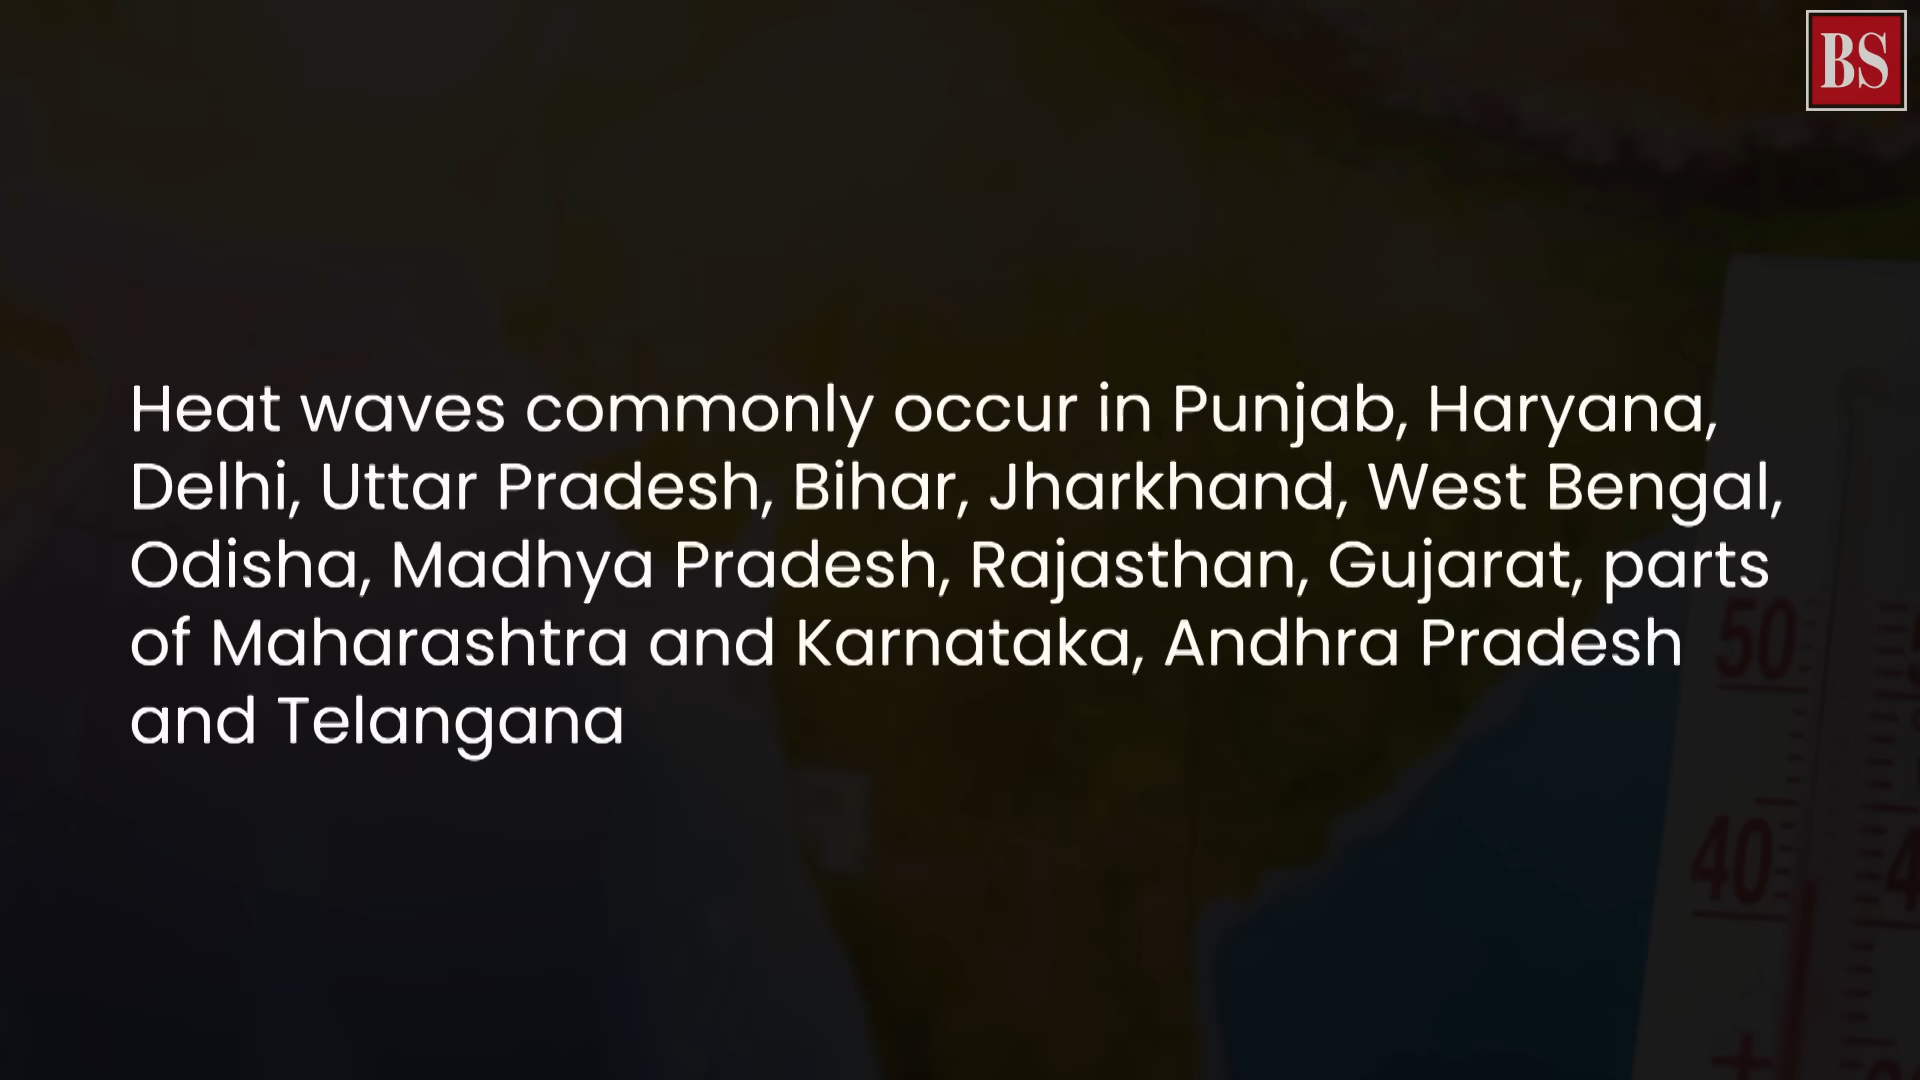 BS
Heat waves commonly occur in Punjab, Haryana,
Delhi, Uttar Pradesh, Bihar, Jharkhand, West Bengal,
Odisha, Madhya Pradesh, Rajasthan, Gujarat, parts
of Maharashtra and Karnataka, Andhra Pradesh
and Telangana
50
40